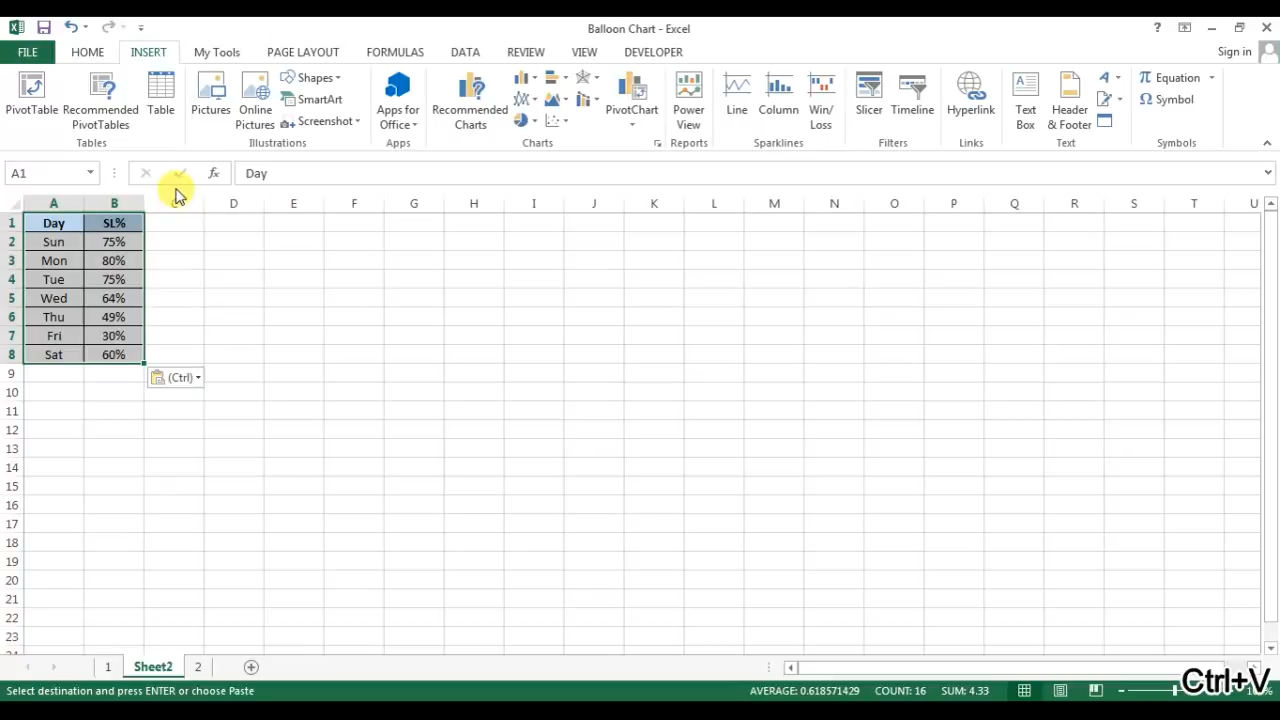 Balloon Chart - Excel
FILE HOME INSERT My Tools PAGE LAYOUT FORMULAS DATA REVIEW VIEW DEVELOPER Sign in
PivotTable Recommended PivotTables Table
Tables
Pictures Online Pictures Shapes SmartArt Screenshot
Illustrations
Apps for Office
Apps
Recommended Charts PivotChart
Charts
Power View
Reports
Line Column Win/Loss
Sparklines
Slicer Timeline
Filters
Hyperlink
Links
Text Box Header & Footer
Text
Equation Symbol
Symbols
A1 fx Day
A B C D E F G H I J K L M N O P Q R S T U
1 Day SL%
2 Sun 75%
3 Mon 80%
4 Tue 75%
5 Wed 64%
6 Thu 49%
7 Fri 30%
8 Sat 60%
9 (Ctrl)
10
11
12
13
14
15
16
17
18
19
20
21
22
23
1 Sheet2 2
Select destination and press ENTER or choose Paste AVERAGE: 0.618571429 COUNT: 16 SUM: 4.33
Ctrl+V